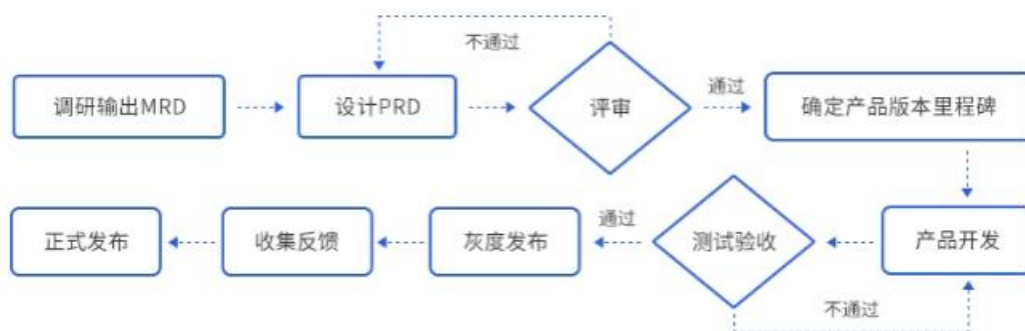 不通过
调研输出MRD
设计PRD
评审
通过
确定产品版本里程碑
正式发布
收集反馈
灰度发布
通过
测试验收
产品开发
不通过